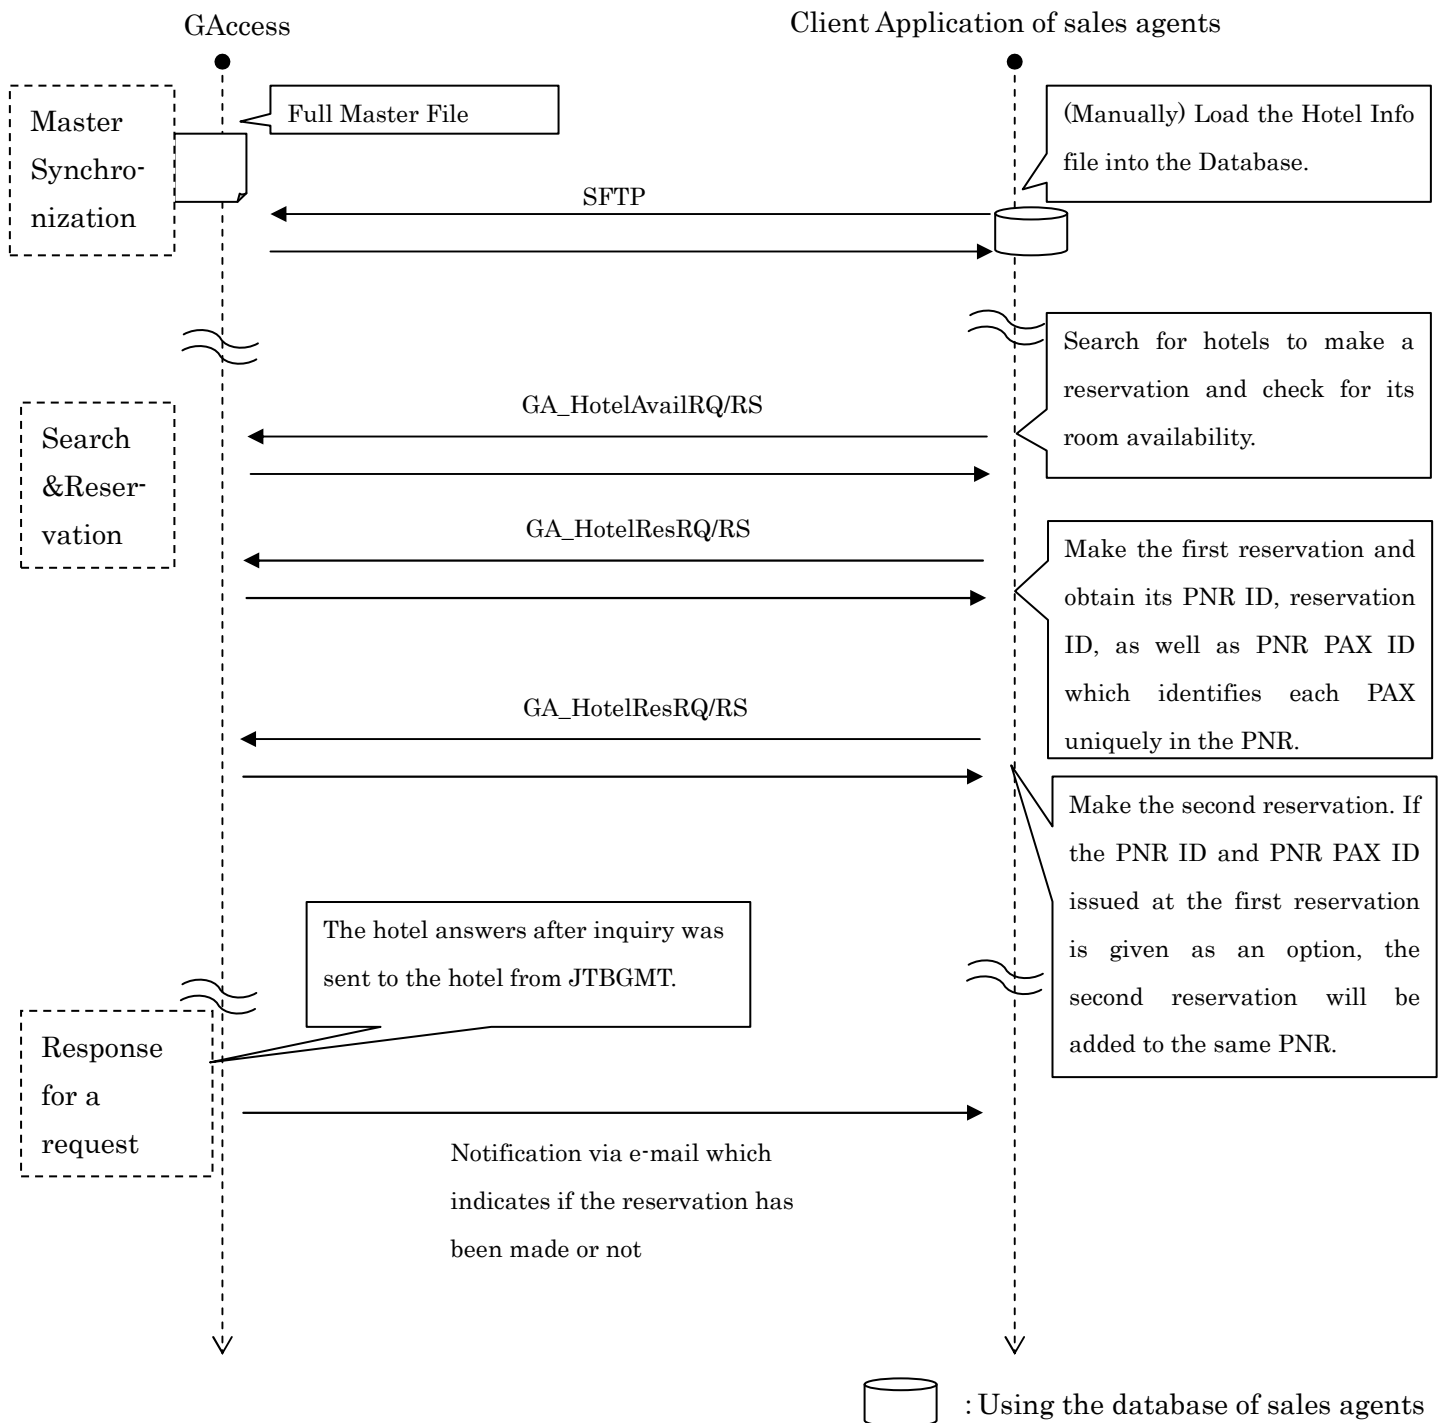 GAccess
Client Application of sales agents
Master
Synchro-
nization
Full Master File
(Manually) Load the Hotel Info
file into the Database.
SFTP
Search for hotels to make a
reservation and check for its
room availability.
Search
&Reser-
vation
GA_HotelAvailRQ/RS
GA_HotelResRQ/RS
Make the first reservation and
obtain its PNR ID, reservation
ID, as well as PNR PAX ID
which identifies each PAX
uniquely in the PNR.
GA_HotelResRQ/RS
Make the second reservation. If
the PNR ID and PNR PAX ID
issued at the first reservation
is given as an option, the
second reservation will be
added to the same PNR.
The hotel answers after inquiry was
sent to the hotel from JTBGMT.
Response
for a
request
Notification via e-mail which
indicates if the reservation has
been made or not
: Using the database of sales agents